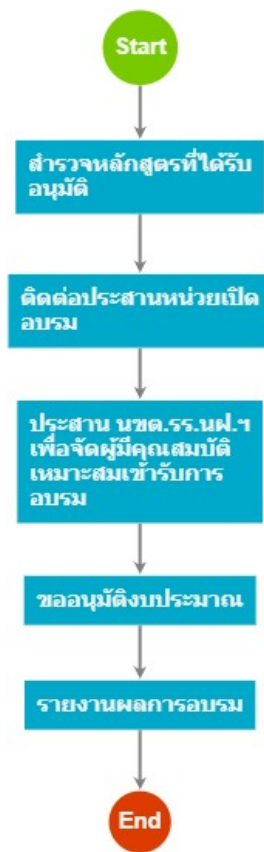 Start
สำรวจหลักสูตรที่ได้รับ
อนุมัติ
ติดต่อประสานหน่วยเปิด
อบรม
ประสาน นขต.รร.นฝ.ฯ
เพื่อจัดผู้มีคุณสมบัติ
เหมาะสมเข้ารับการ
อบรม
ขออนุมัติงบประมาณ
รายงานผลการอบรม
End